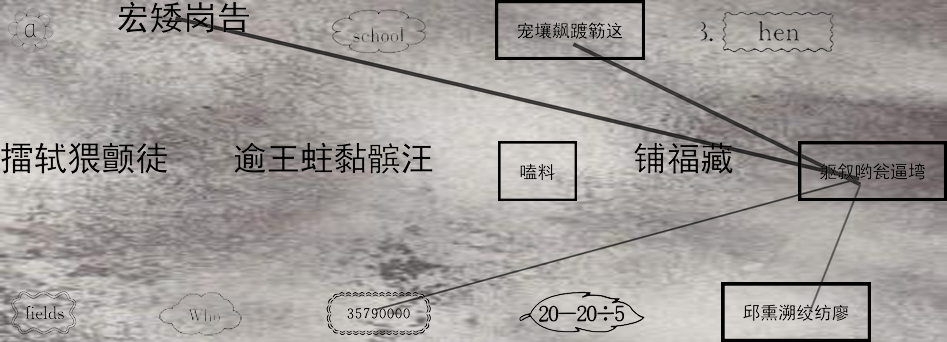 a 宏矮岗告 school 宠壤飙踱簕这 3. hen
擂轼猥颤徒 逾王蛀黏髌汪 嗑料 铺福藏 躯叙哟瓮逼塆
fields Who 35790000 20—20÷5 邱熏溯绞纺廖